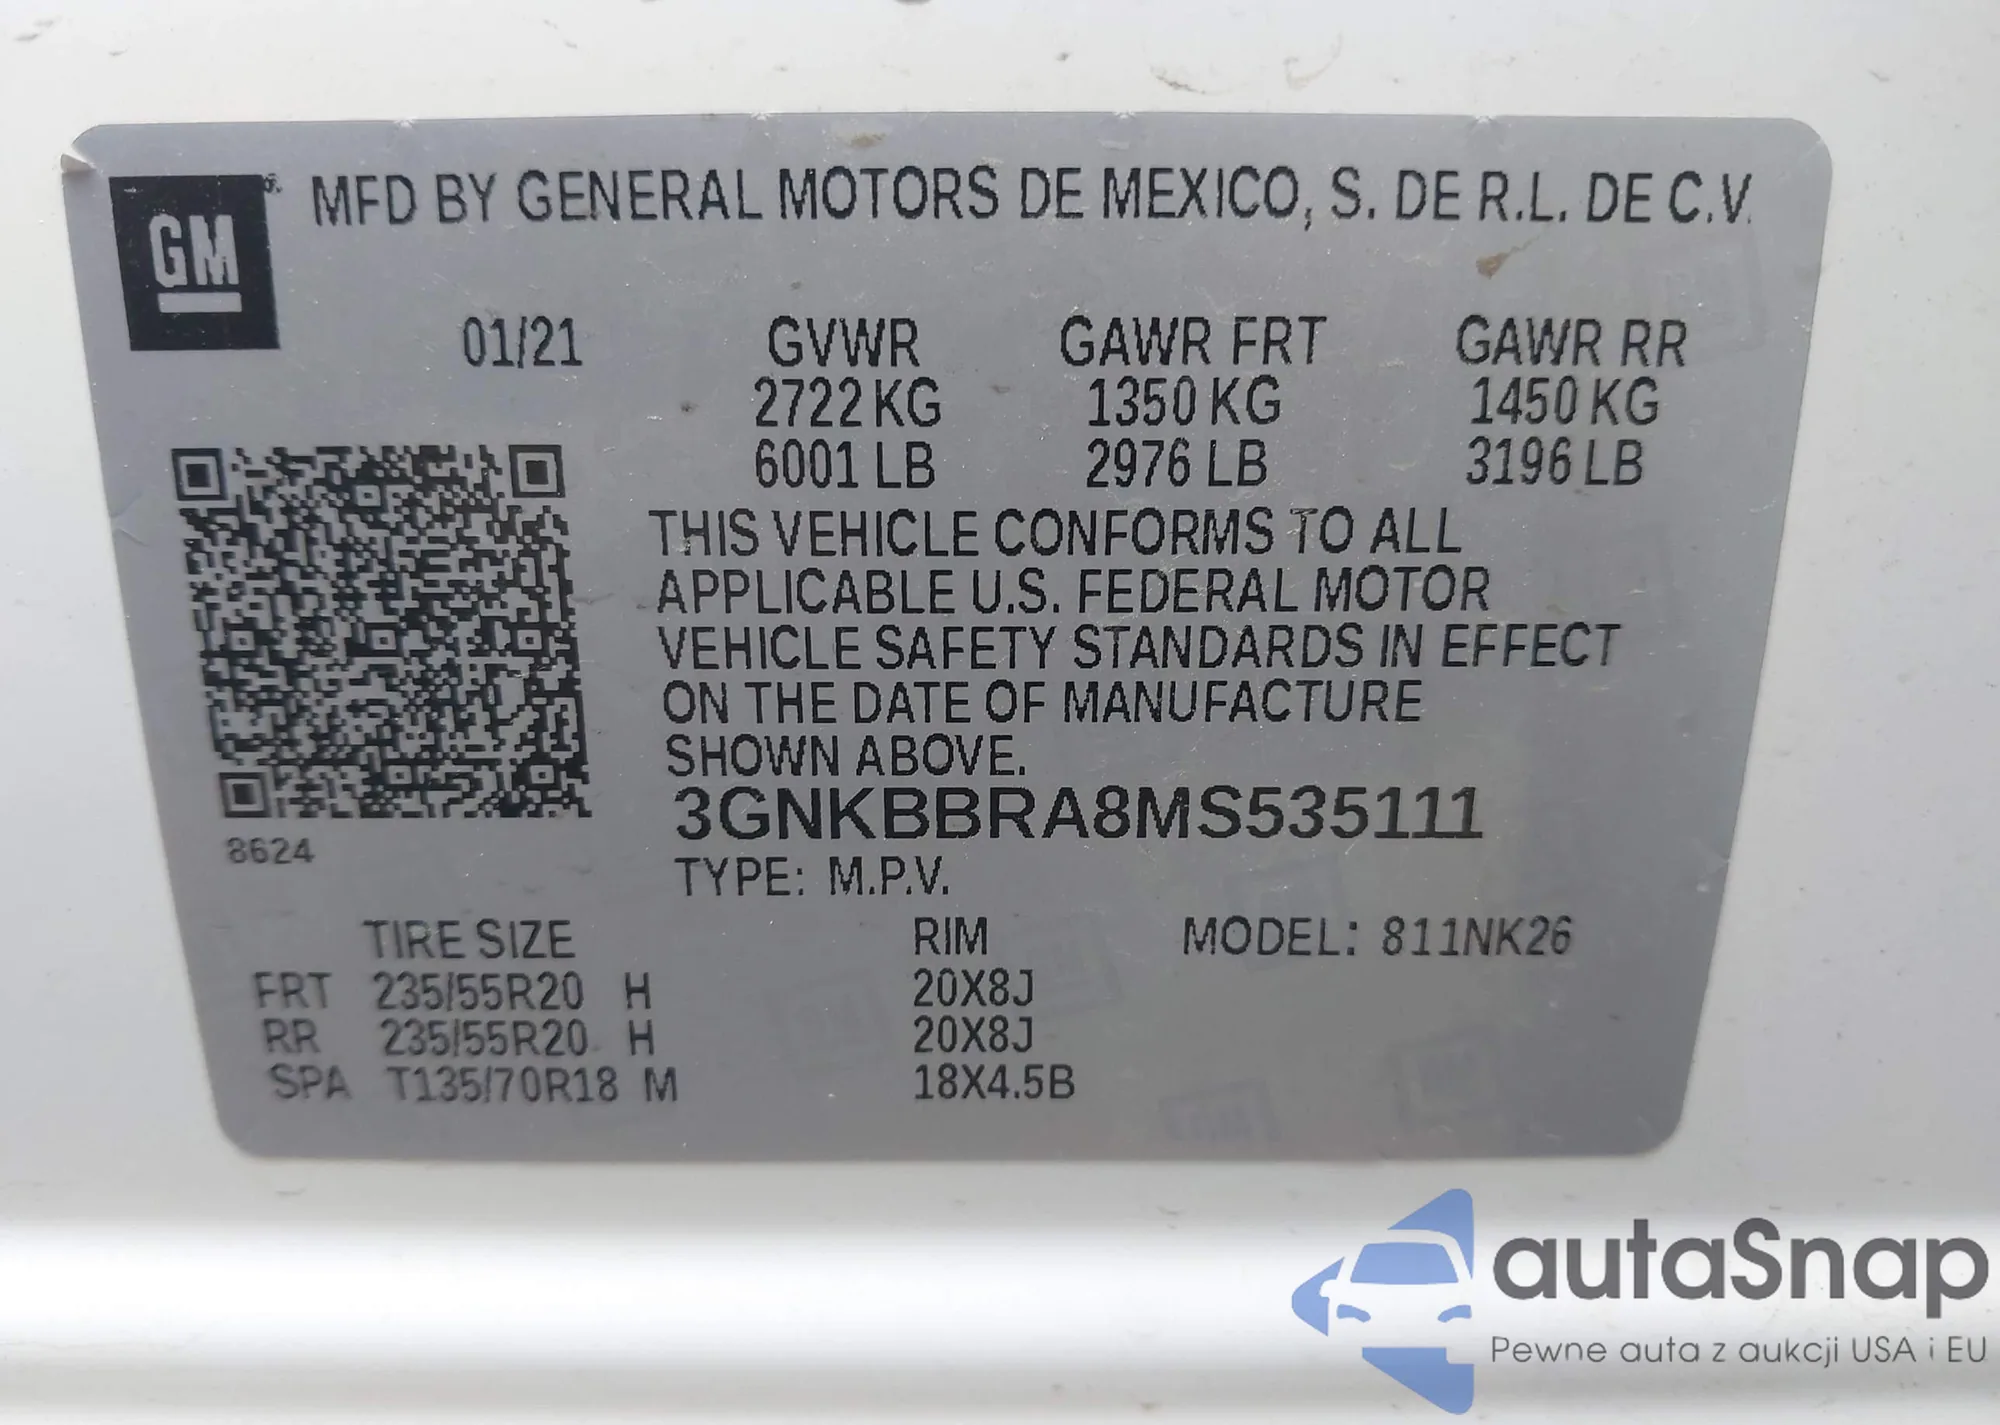 GM
MFD BY GENERAL MOTORS DE MEXICO, S. DE R.L. DE C.V.
01/21 GVWR GAWR FRT GAWR RR
2722 KG 1350 KG 1450 KG
6001 LB 2976 LB 3196 LB
THIS VEHICLE CONFORMS TO ALL
APPLICABLE U.S. FEDERAL MOTOR
VEHICLE SAFETY STANDARDS IN EFFECT
ON THE DATE OF MANUFACTURE
SHOWN ABOVE.
3GNKBBRA8MS535111
8624
TYPE: M.P.V.
TIRE SIZE RIM MODEL: 811NK26
FRT 235/55R20 H 20X8J
RR 235/55R20 H 20X8J
SPA T135/70R18 M 18X4.5B
autaSnap
Pewne auta z aukcji USA i EU